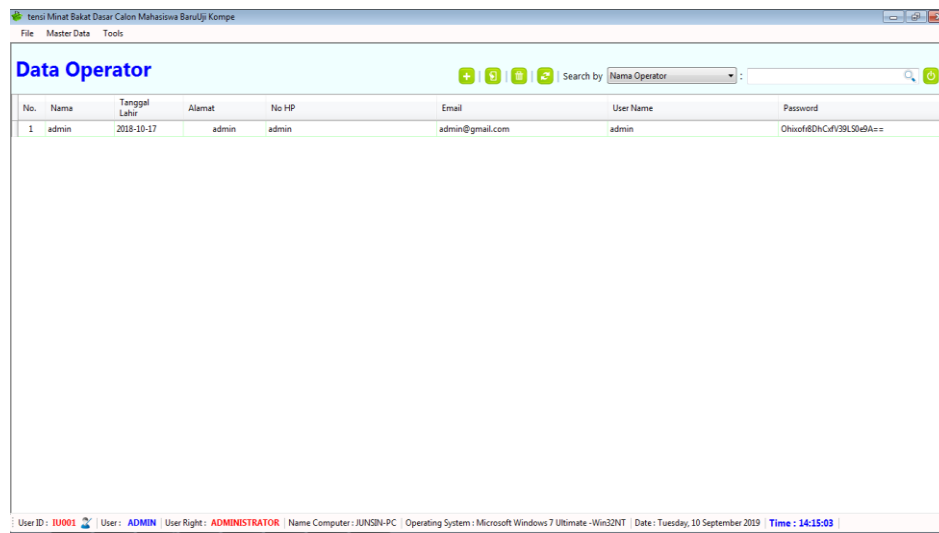 tensi Minat Bakat Dasar Calon Mahasiswa BaruUji Kompe
File Master Data Tools
Data Operator
Search by Nama Operator :
No. Nama Tanggal Lahir Alamat No HP Email User Name Password
1 admin 2018-10-17 admin admin admin@gmail.com admin Ohixofr8DhCxfV39LS0e9A==
User ID : IU001 User : ADMIN User Right : ADMINISTRATOR Name Computer : JUNSIN-PC Operating System : Microsoft Windows 7 Ultimate -Win32NT Date : Tuesday, 10 September 2019 Time : 14:15:03